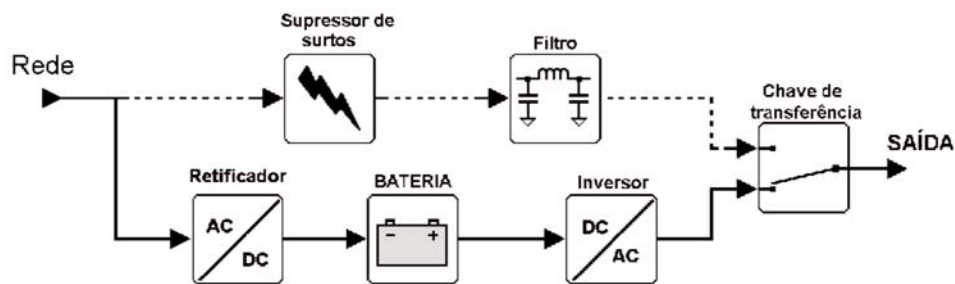 Supressor de
surtos
Filtro
Rede
Chave de
transferência
SAÍDA
Retificador
BATERIA
Inversor
AC
DC
- +
DC
AC